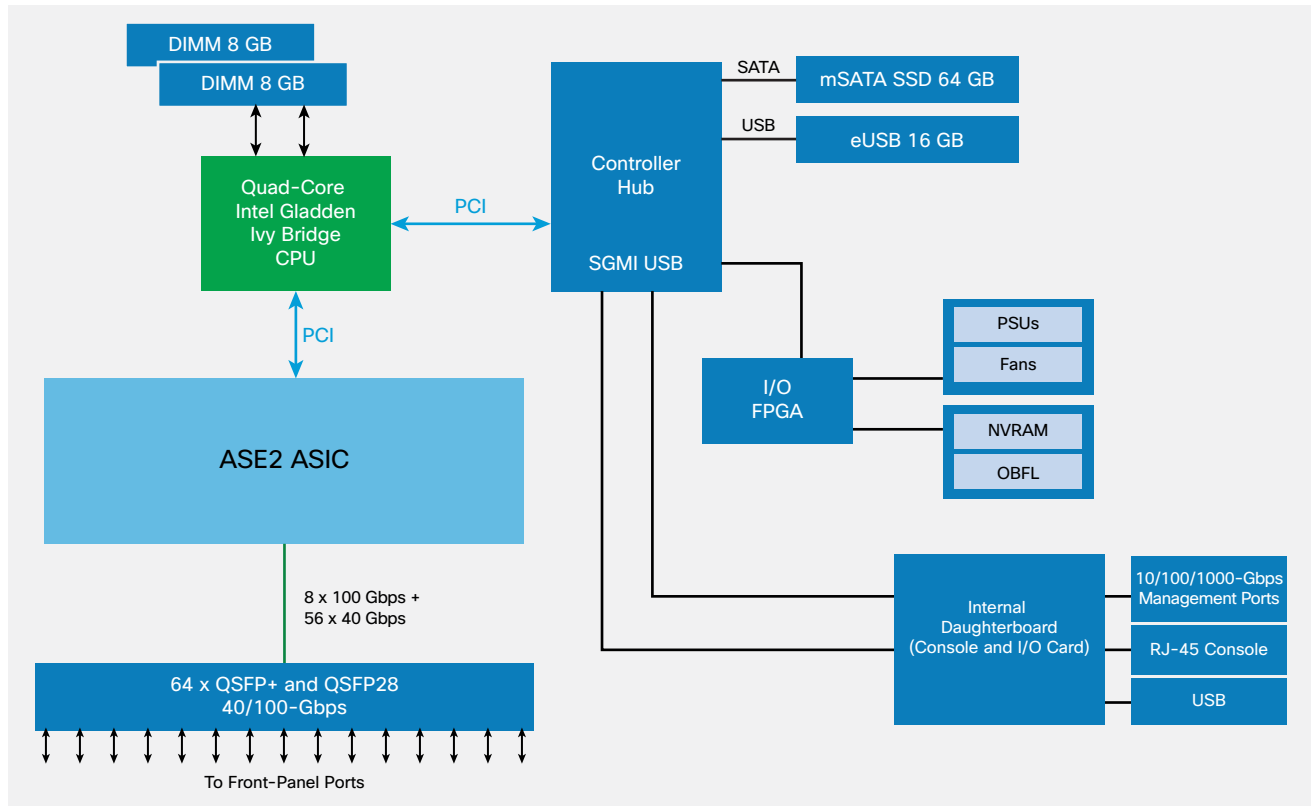 DIMM 8 GB
DIMM 8 GB
Quad-Core
Intel Gladden
Ivy Bridge
CPU
PCI
PCI
Controller
Hub
SGMI USB
SATA
mSATA SSD 64 GB
USB
eUSB 16 GB
I/O
FPGA
PSUs
Fans
NVRAM
OBFL
ASE2 ASIC
8 x 100 Gbps +
56 x 40 Gbps
64 x QSFP+ and QSFP28
40/100-Gbps
To Front-Panel Ports
Internal
Daughterboard
(Console and I/O Card)
10/100/1000-Gbps
Management Ports
RJ-45 Console
USB